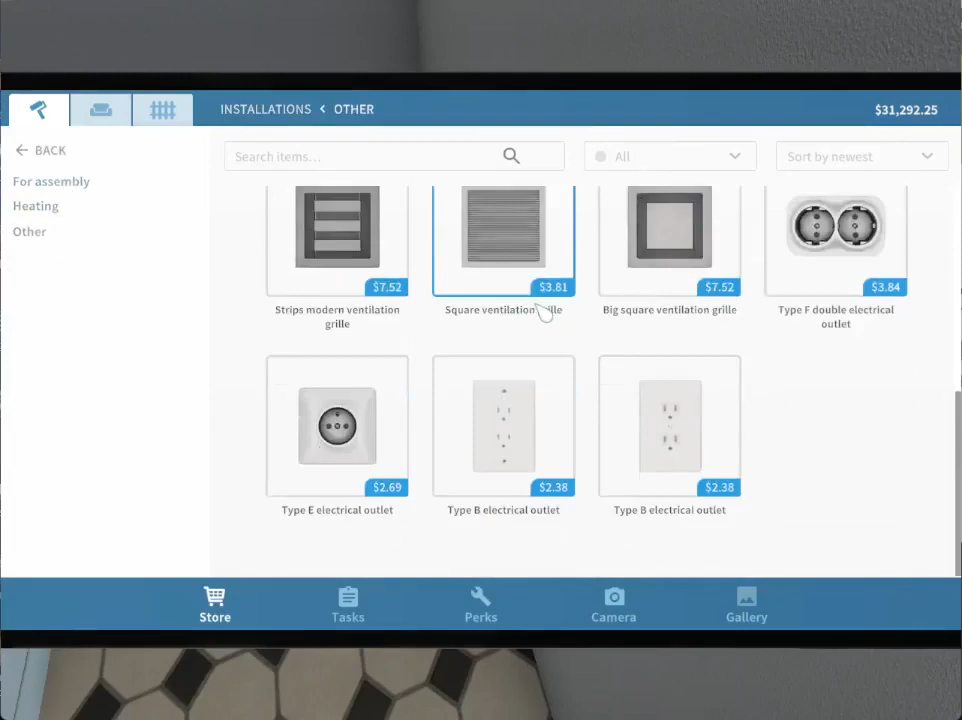 INSTALLATIONS < OTHER
$31,292.25
BACK
For assembly
Heating
Other
Search items...
All
Sort by newest
$7.52
$3.81
$7.52
$3.84
Strips modern ventilation
grille
Square ventilation
Big square ventilation grille
Type F double electrical
outlet
$2.69
$2.38
$2.38
Type E electrical outlet
Type B electrical outlet
Type B electrical outlet
Store
Tasks
Perks
Camera
Gallery